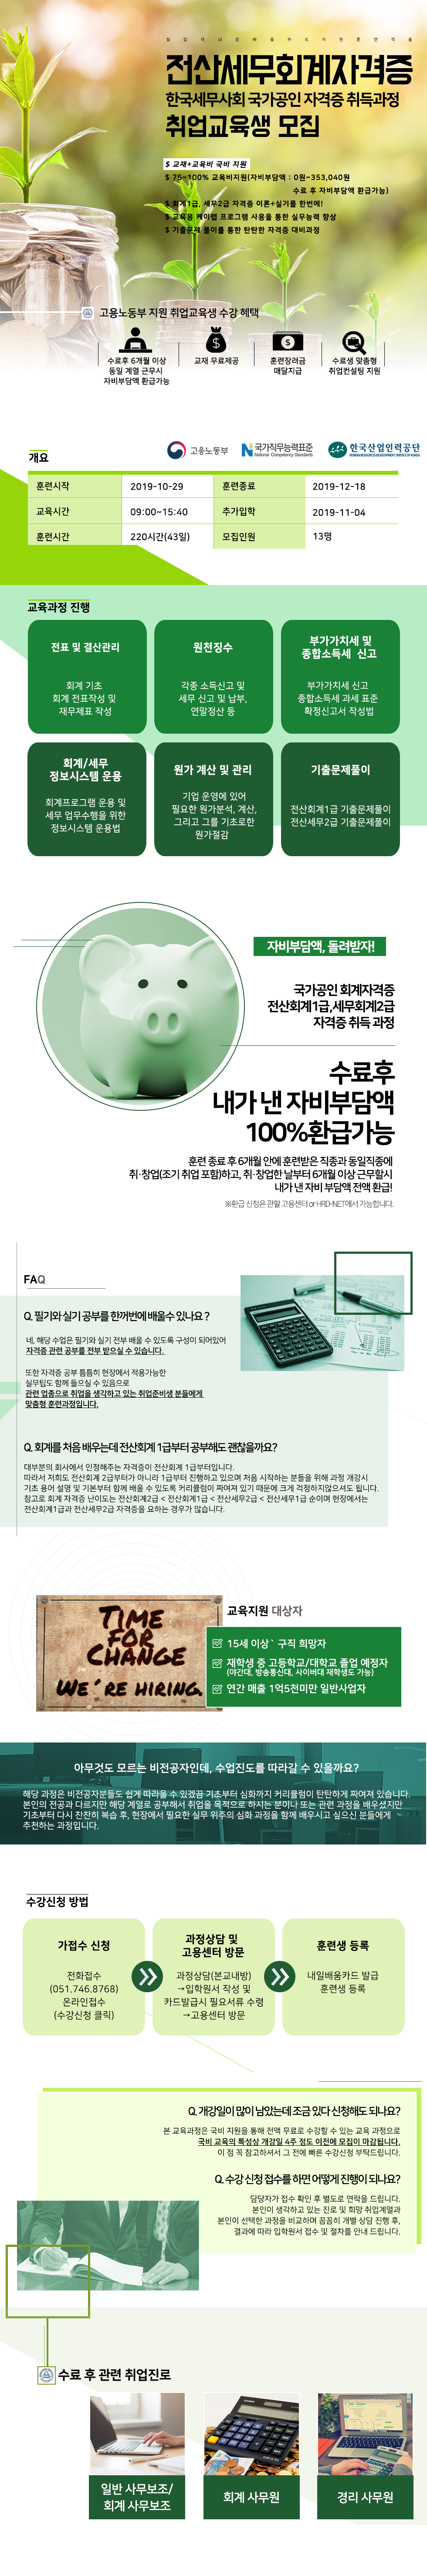 실 업 자 내 일 배 움 카 드 지 원 훈 련 적 용
전산세무회계자격증
한국세무사회 국가공인 자격증 취득과정
취업교육생 모집
$ 교재+교육비 국비 지원
$ 75~100% 교육비지원(자비부담액 : 0원~353,040원
수료 후 자비부담액 환급가능)
$ 회계1급, 세무2급 자격증 이론+실기를 한번에!
$ 교육용 케이랩 프로그램 사용을 통한 실무능력 향상
$ 기출문제 풀이를 통한 탄탄한 자격증 대비과정
고용노동부 지원 취업교육생 수강 혜택
수료후 6개월 이상
동일 계열 근무시
자비부담액 환급가능
교재 무료제공
훈련장려금
매달지급
수료생 맞춤형
취업컨설팅 지원
개요
고용노동부
국가직무능력표준
National Competency Standards
한국산업인력공단
HUMAN RESOURCES DEVELOPMENT SERVICE OF KOREA
훈련시작 2019-10-29 훈련종료 2019-12-18
교육시간 09:00~15:40 추가입학 2019-11-04
훈련시간 220시간(43일) 모집인원 13명
교육과정 진행
전표 및 결산관리
회계 기초
회계 전표작성 및
재무제표 작성
원천징수
각종 소득신고 및
세무 신고 및 납부,
연말정산 등
부가가치세 및
종합소득세 신고
부가가치세 신고
종합소득세 과세 표준
확정신고서 작성법
회계/세무
정보시스템 운용
회계프로그램 운용 및
세무 업무수행을 위한
정보시스템 운용법
원가 계산 및 관리
기업 운영에 있어
필요한 원가분석, 계산,
그리고 그를 기초로한
원가절감
기출문제풀이
전산회계1급 기출문제풀이
전산세무2급 기출문제풀이
자비부담액, 돌려받자!
국가공인 회계자격증
전산회계1급,세무회계2급
자격증 취득 과정
수료후
내가 낸 자비부담액
100%환급가능
훈련 종료 후 6개월 안에 훈련받은 직종과 동일직종에
취·창업(조기 취업 포함)하고, 취·창업한 날부터 6개월 이상 근무할시
내가 낸 자비 부담액 전액 환급!
※환급 신청은 관할 고용센터 or HRD-NET에서 가능합니다.
FAQ
Q. 필기와 실기 공부를 한꺼번에 배울수 있나요 ?
네, 해당 수업은 필기와 실기 전부 배울 수 있도록 구성이 되어있어
자격증 관련 공부를 전부 받으실 수 있습니다.
또한 자격증 공부 틈틈히 현장에서 적용가능한
실무팁도 함께 들으실 수 있음으로
관련 업종으로 취업을 생각하고 있는 취업준비생 분들에게
맞춤형 훈련과정입니다.
Q. 회계를 처음 배우는데 전산회계 1급부터 공부해도 괜찮을까요?
대부분의 회사에서 인정해주는 자격증이 전산회계 1급부터입니다.
따라서 저희도 전산회계 2급부터가 아니라 1급부터 진행하고 있으며 처음 시작하는 분들을 위해 과정 개강시
기초 용어 설명 및 기본부터 함께 배울 수 있도록 커리큘럼이 짜여져 있기 때문에 크게 걱정하지않으셔도 됩니다.
참고로 회계 자격증 난이도는 전산회계2급 < 전산회계1급 < 전산세무2급 < 전산세무1급 순이며 현장에서는
전산회계1급과 전산세무2급 자격증을 요하는 경우가 많습니다.
TIME
FOR
CHANGE
WE'RE HIRING.
교육지원 대상자
15세 이상` 구직 희망자
재학생 중 고등학교/대학교 졸업 예정자
(야간대, 방송통신대, 사이버대 재학생도 가능)
연간 매출 1억5천미만 일반사업자
아무것도 모르는 비전공자인데, 수업진도를 따라갈 수 있을까요?
해당 과정은 비전공자분들도 쉽게 따라올 수 있겠끔 기초부터 심화까지 커리큘럼이 탄탄하게 짜여져 있습니다.
본인의 전공과 다르지만 해당 계열로 공부해서 취업을 목적으로 하시는 분이나 또는 관련 과정을 배우셨지만
기초부터 다시 찬찬히 복습 후, 현장에서 필요한 실무 위주의 심화 과정을 함께 배우시고 싶으신 분들에게
추천하는 과정입니다.
수강신청 방법
가접수 신청
전화접수
(051.746.8768)
온라인접수
(수강신청 클릭)
과정상담 및
고용센터 방문
과정상담(본교내방)
→입학원서 작성 및
카드발급시 필요서류 수령
→고용센터 방문
훈련생 등록
내일배움카드 발급
훈련생 등록
Q. 개강일이 많이 남았는데 조금 있다 신청해도 되나요?
본 교육과정은 국비 지원을 통해 전액 무료로 수강할 수 있는 교육 과정으로
국비 교육의 특성상 개강일 4주 정도 이전에 모집이 마감됩니다.
이 점 꼭 참고하셔서 그 전에 빠른 수강신청 부탁드립니다.
Q. 수강 신청 접수를 하면 어떻게 진행이 되나요?
담당자가 접수 확인 후 별도로 연락을 드립니다.
본인이 생각하고 있는 진로 및 희망 취업계열과
본인이 선택한 과정을 비교하며 꼼꼼히 개별 상담 진행 후,
결과에 따라 입학원서 접수 및 절차를 안내 드립니다.
수료 후 관련 취업진로
일반 사무보조/
회계 사무보조
회계 사무원
경리 사무원